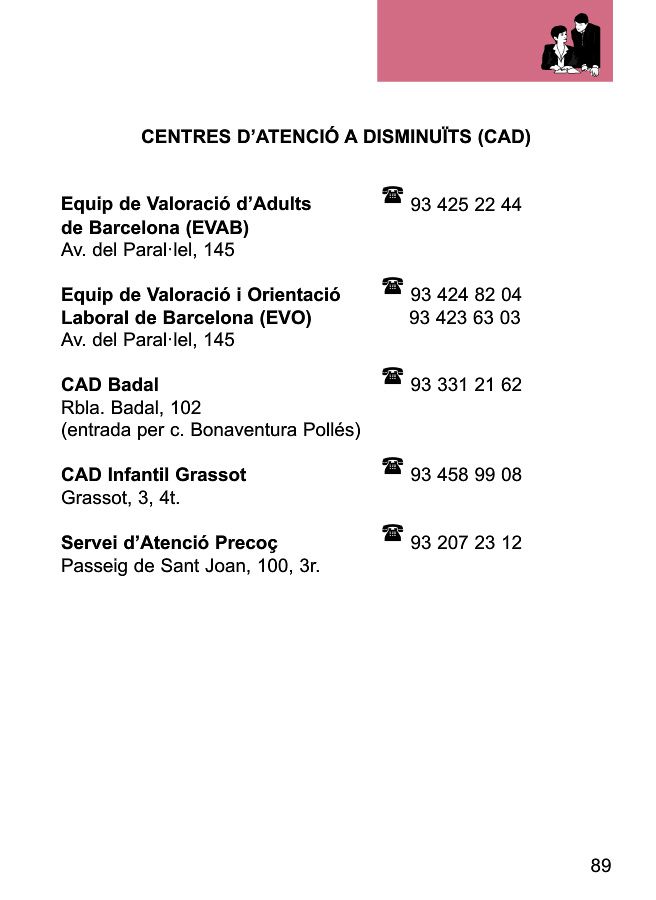 CENTRES D’ATENCIÓ A DISMINUÏTS (CAD)
Equip de Valoració d’Adults ☎ 93 425 22 44
de Barcelona (EVAB)
Av. del Paral·lel, 145
Equip de Valoració i Orientació ☎ 93 424 82 04
Laboral de Barcelona (EVO) 93 423 63 03
Av. del Paral·lel, 145
CAD Badal ☎ 93 331 21 62
Rbla. Badal, 102
(entrada per c. Bonaventura Pollés)
CAD Infantil Grassot ☎ 93 458 99 08
Grassot, 3, 4t.
Servei d’Atenció Precoç ☎ 93 207 23 12
Passeig de Sant Joan, 100, 3r.
89